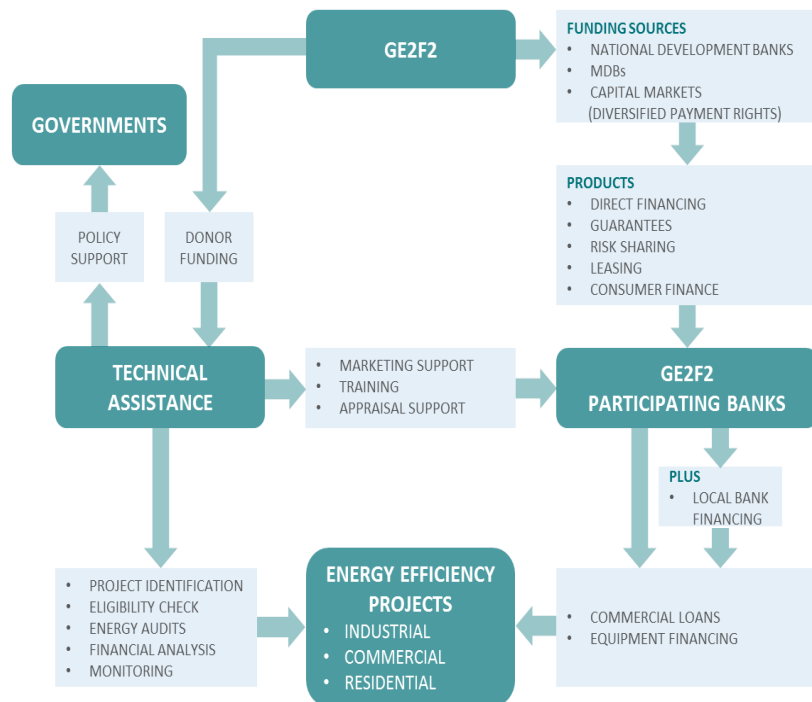 GE2F2
FUNDING SOURCES
• NATIONAL DEVELOPMENT BANKS
• MDBs
• CAPITAL MARKETS
(DIVERSIFIED PAYMENT RIGHTS)
GOVERNMENTS
PRODUCTS
• DIRECT FINANCING
• GUARANTEES
• RISK SHARING
• LEASING
• CONSUMER FINANCE
POLICY
SUPPORT
DONOR
FUNDING
TECHNICAL
ASSISTANCE
• MARKETING SUPPORT
• TRAINING
• APPRAISAL SUPPORT
GE2F2
PARTICIPATING BANKS
PLUS
• LOCAL BANK
FINANCING
• PROJECT IDENTIFICATION
• ELIGIBILITY CHECK
• ENERGY AUDITS
• FINANCIAL ANALYSIS
• MONITORING
ENERGY EFFICIENCY
PROJECTS
• INDUSTRIAL
• COMMERCIAL
• RESIDENTIAL
• COMMERCIAL LOANS
• EQUIPMENT FINANCING